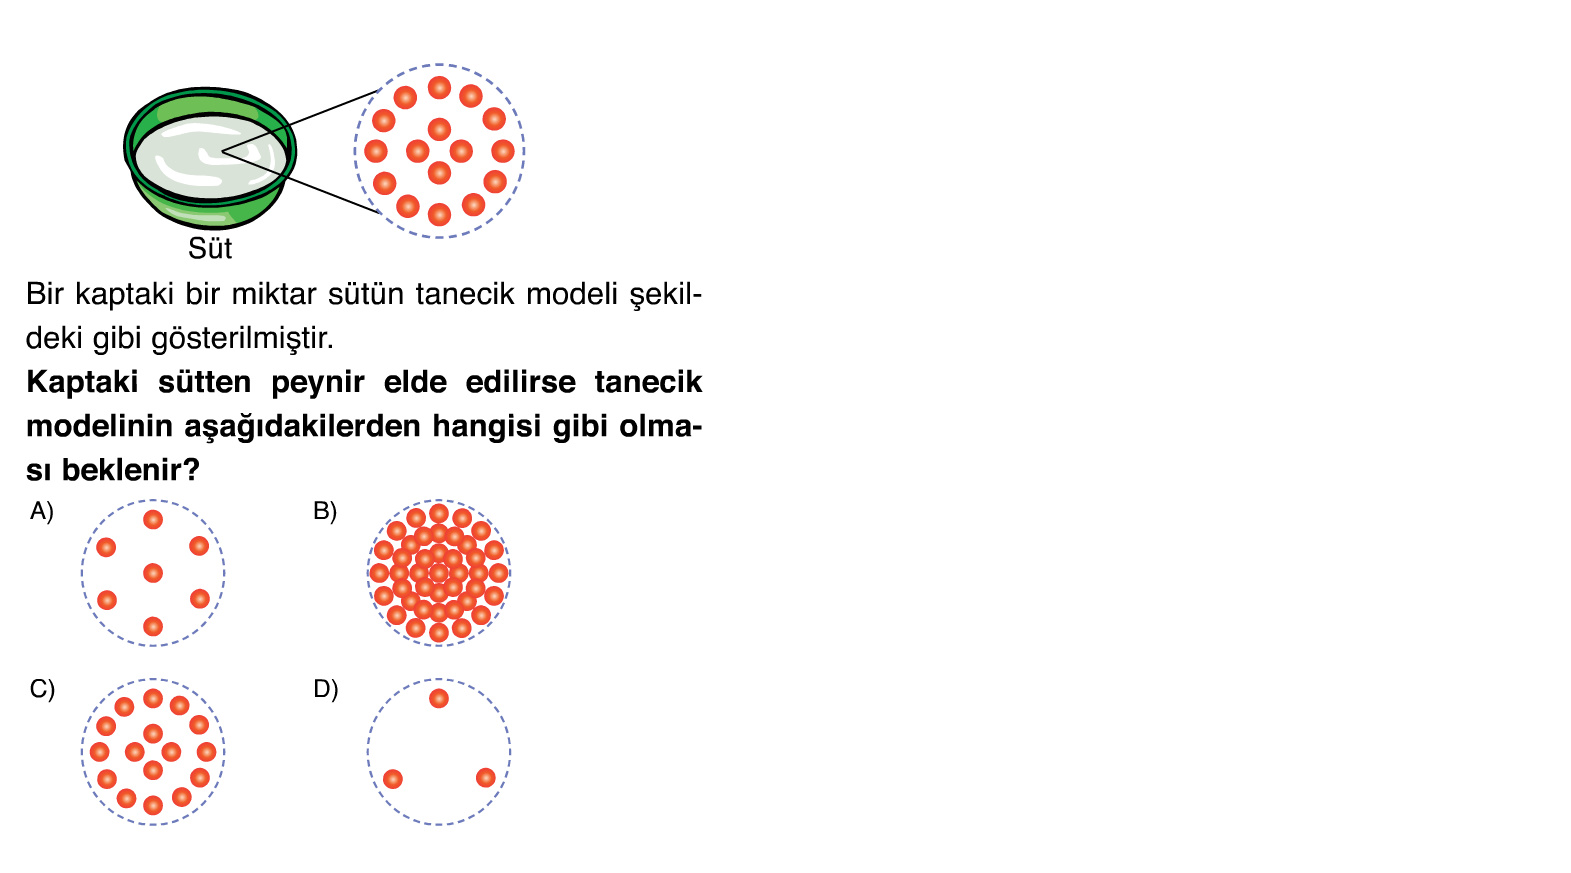 Süt
Bir kaptaki bir miktar sütün tanecik modeli şekil-
deki gibi gösterilmiştir.
Kaptaki sütten peynir elde edilirse tanecik
modelinin aşağıdakilerden hangisi gibi olma-
sı beklenir?
A)
B)
C)
D)